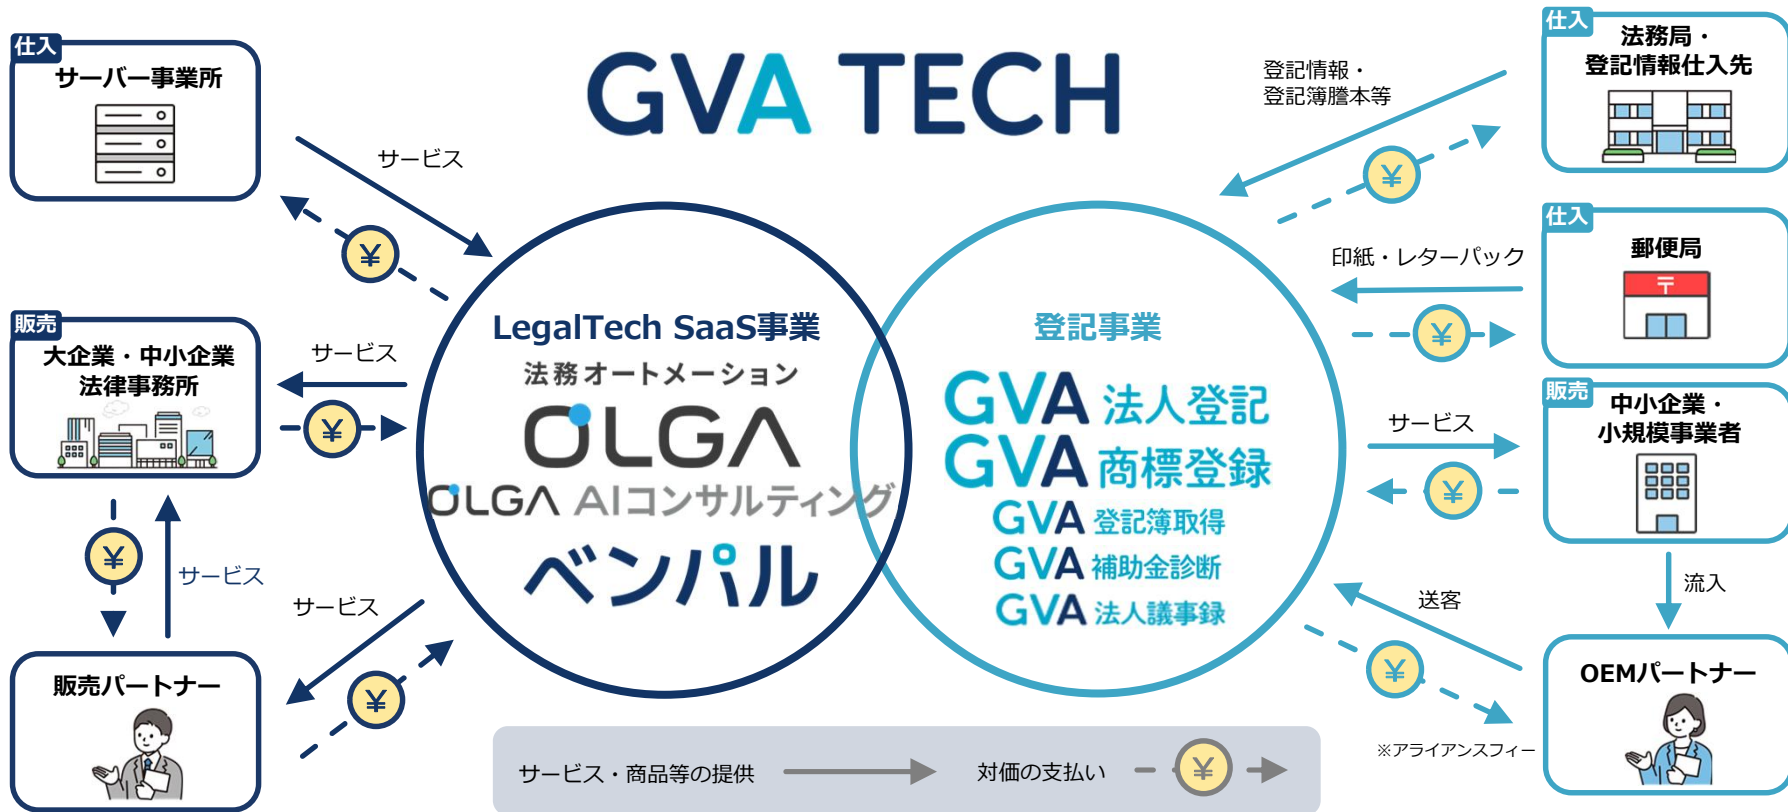 GVA TECH
仕入
サーバー事業所
サービス
¥
販売
大企業・中小企業
法律事務所
サービス
¥
¥
サービス
販売パートナー
サービス
¥
LegalTech SaaS事業
法務オートメーション
OLGA
OLGA AIコンサルティング
ベンパル
登記事業
GVA 法人登記
GVA 商標登録
GVA 登記簿取得
GVA 補助金診断
GVA 法人議事録
仕入
法務局・
登記情報仕入先
登記情報・
登記簿謄本等
¥
仕入
郵便局
〒
印紙・レターパック
¥
販売
中小企業・
小規模事業者
サービス
¥
流入
送客
¥
OEMパートナー
※アライアンスフィー
サービス・商品等の提供
対価の支払い
¥